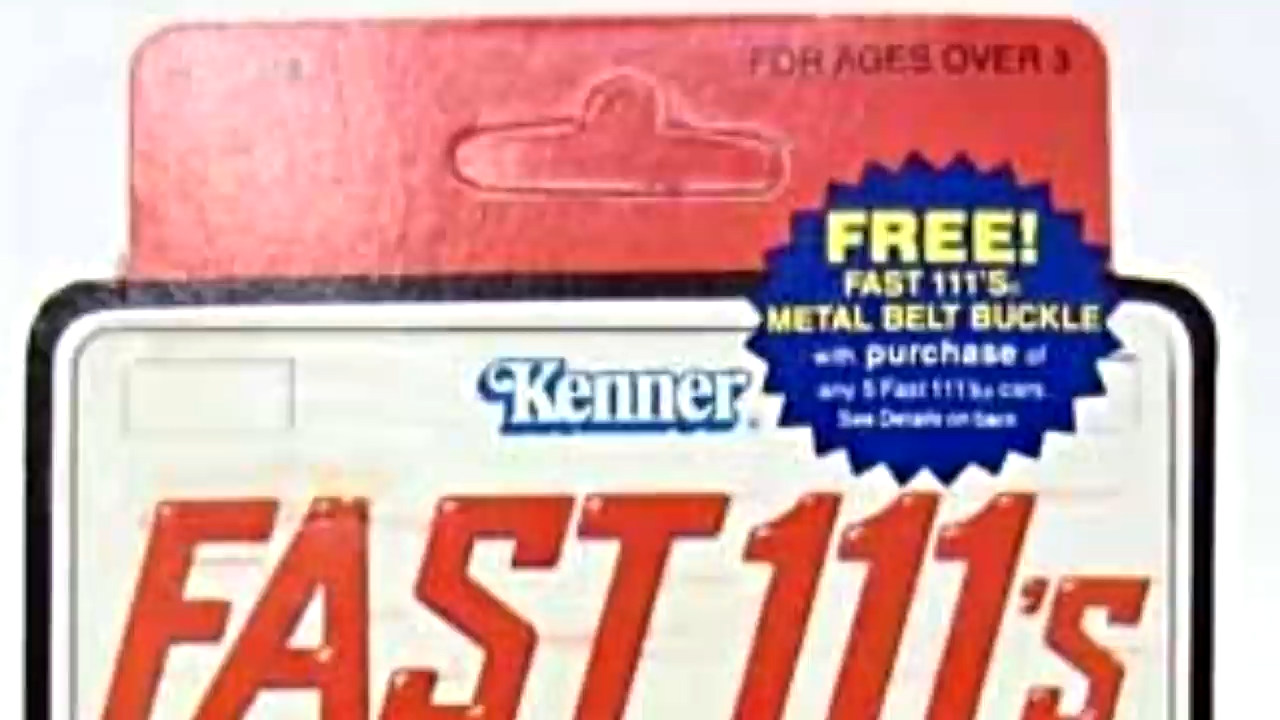 FOR AGES OVER 3
FREE!
FAST 111'S®
METAL BELT BUCKLE
with purchase of
any 5 Fast 111's® cars.
See Details on back
Kenner®
FAST 111's